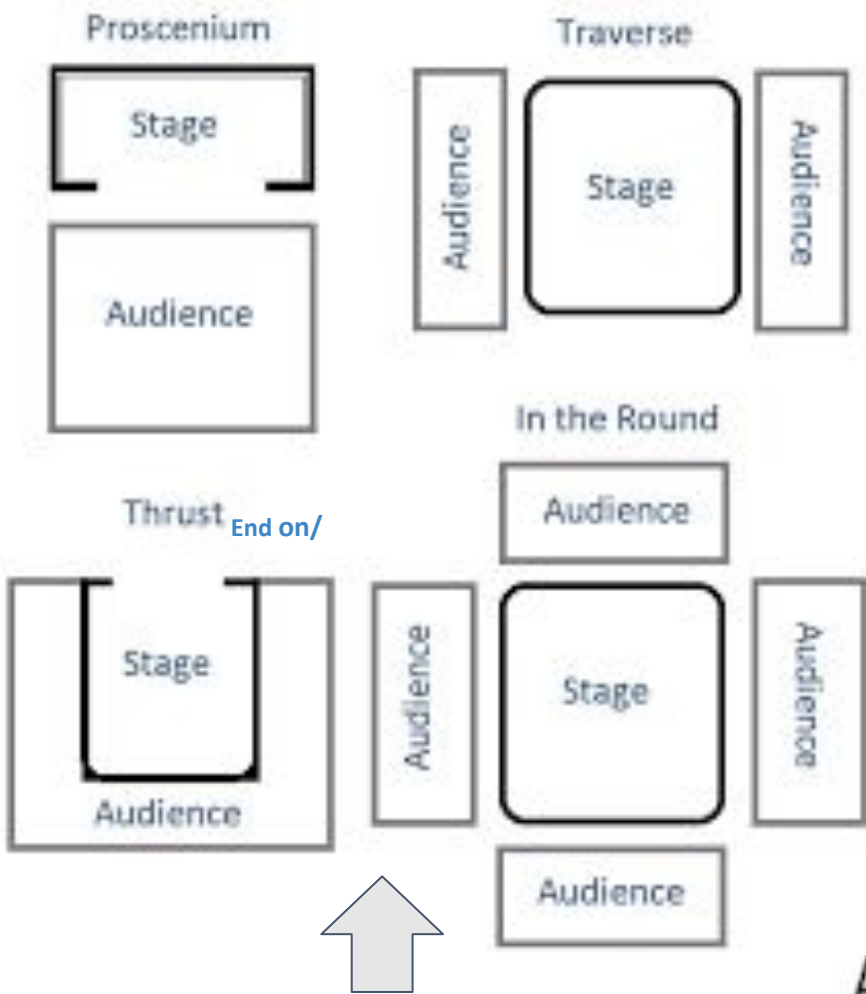 Proscenium
Stage
Audience
Traverse
Audience
Stage
Audience
Thrust End on/
Stage
Audience
In the Round
Audience
Audience
Stage
Audience
Audience